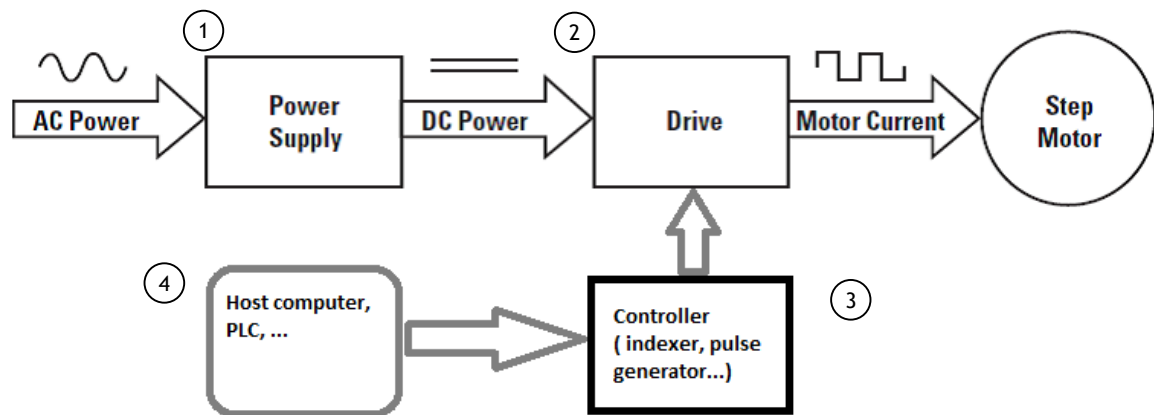 1
2
AC Power
Power
Supply
DC Power
Drive
Motor Current
Step
Motor
4
Host computer,
PLC, ...
Controller
( indexer, pulse
generator...)
3